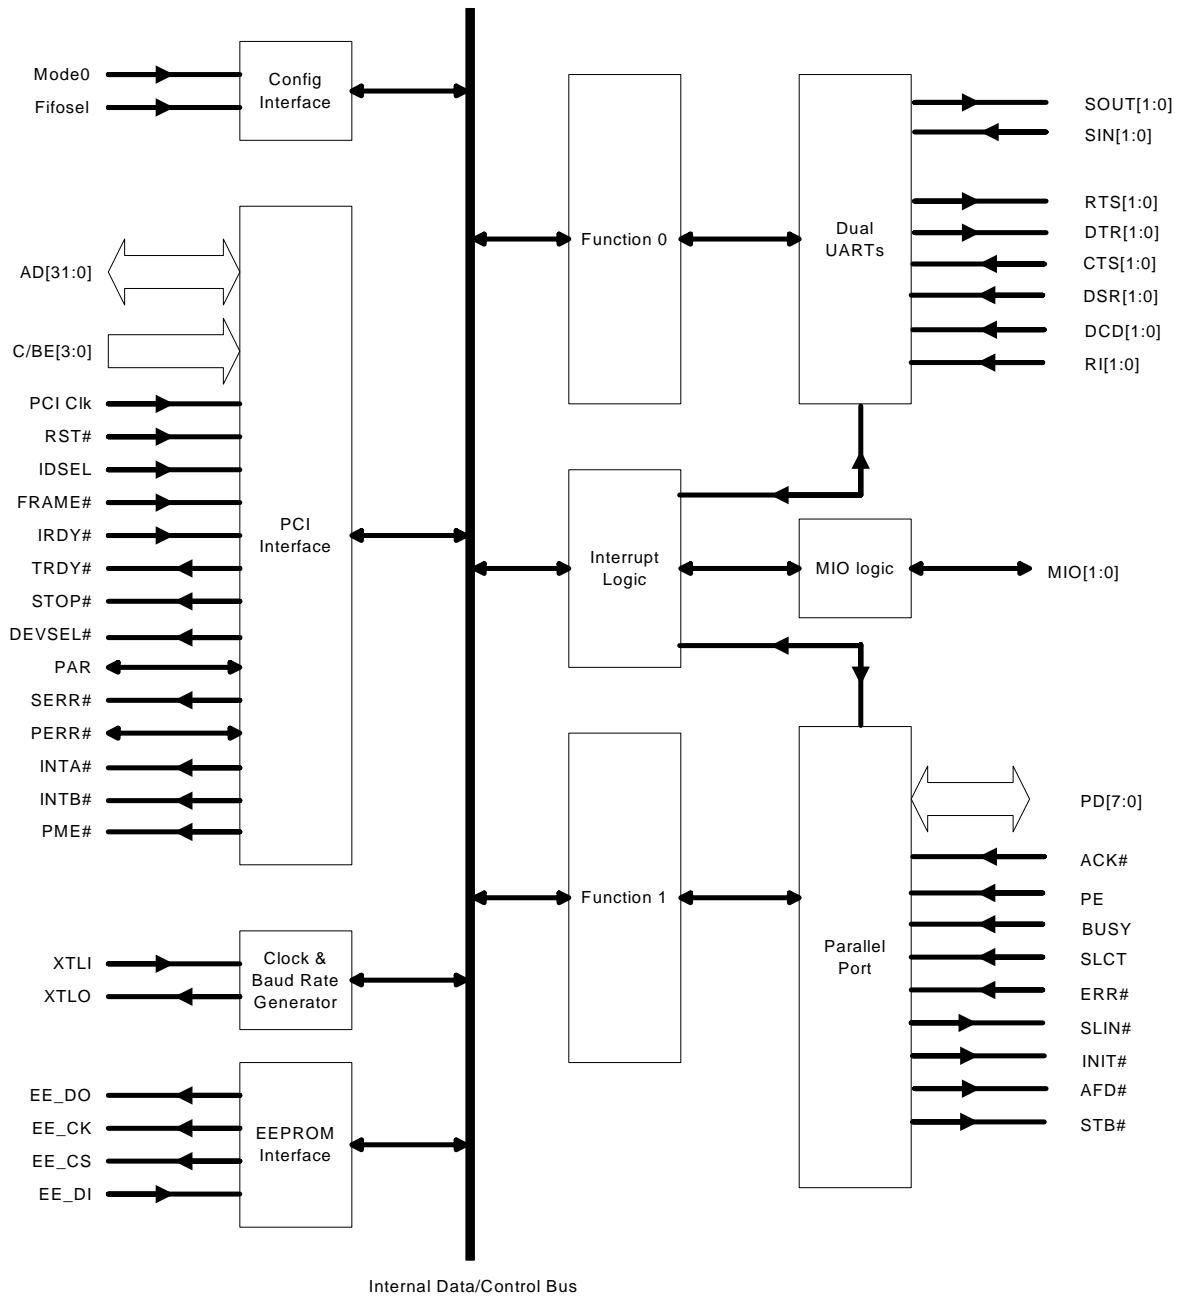 Mode0
Fifosel
Config
Interface
AD[31:0]
C/BE[3:0]
PCI Clk
RST#
IDSEL
FRAME#
IRDY#
TRDY#
STOP#
DEVSEL#
PAR
SERR#
PERR#
INTA#
INTB#
PME#
PCI
Interface
XTLI
XTLO
Clock &
Baud Rate
Generator
EE_DO
EE_CK
EE_CS
EE_DI
EEPROM
Interface
Internal Data/Control Bus
Function 0
Dual
UARTs
SOUT[1:0]
SIN[1:0]
RTS[1:0]
DTR[1:0]
CTS[1:0]
DSR[1:0]
DCD[1:0]
RI[1:0]
Interrupt
Logic
MIO logic
MIO[1:0]
Function 1
Parallel
Port
PD[7:0]
ACK#
PE
BUSY
SLCT
ERR#
SLIN#
INIT#
AFD#
STB#